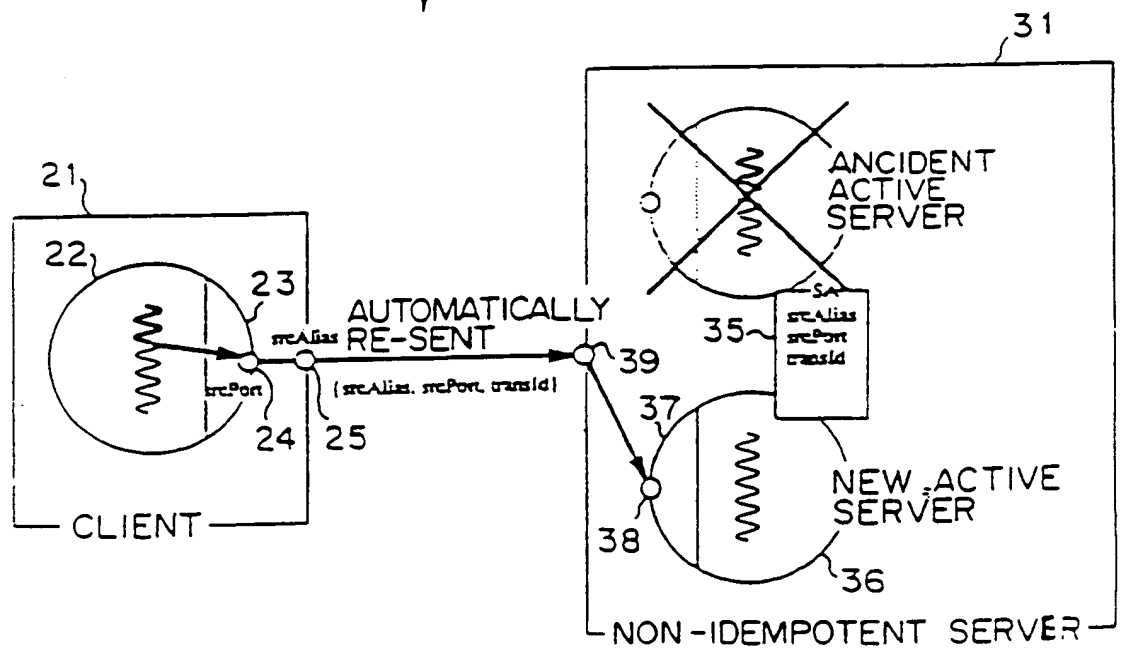 31
21
22
23
AUTOMATICALLY
RE-SENT
srcAlias
srcPort
(srcAlias, srcPort, transId)
24
25
CLIENT
ANCIDENT
ACTIVE
SERVER
SA
srcAlias
srcPort
transId
35
39
37
38
NEW ACTIVE
SERVER
36
NON-IDEMPOTENT SERVER